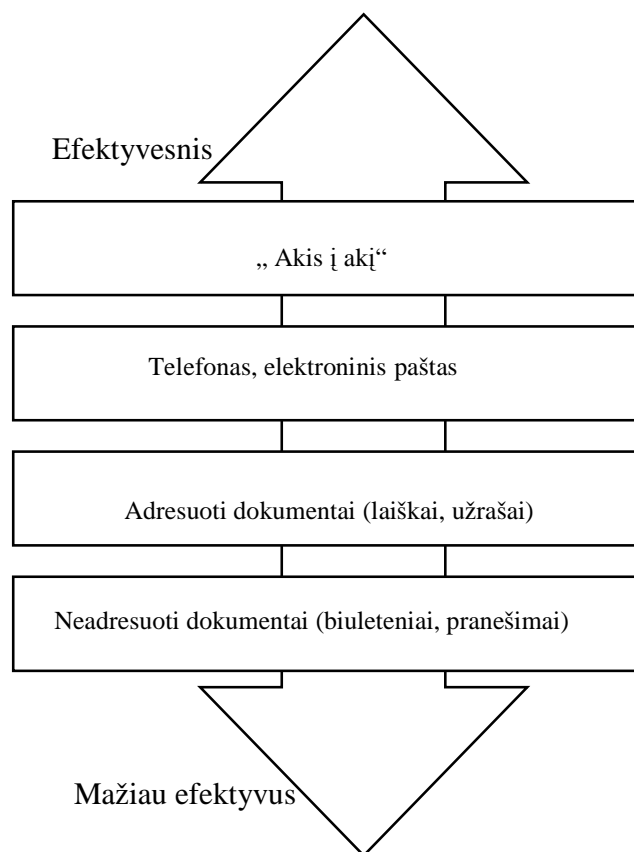 Efektyvesnis
„ Akis į akį“
Telefonas, elektroninis paštas
Adresuoti dokumentai (laiškai, užrašai)
Neadresuoti dokumentai (biuleteniai, pranešimai)
Mažiau efektyvus